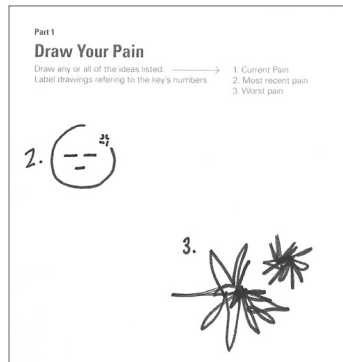 Part 1
Draw Your Pain
Draw any or all of the ideas listed.
Label drawings refering to the key's numbers
1. Current Pain
2. Most recent pain
3. Worst pain
2.
3.